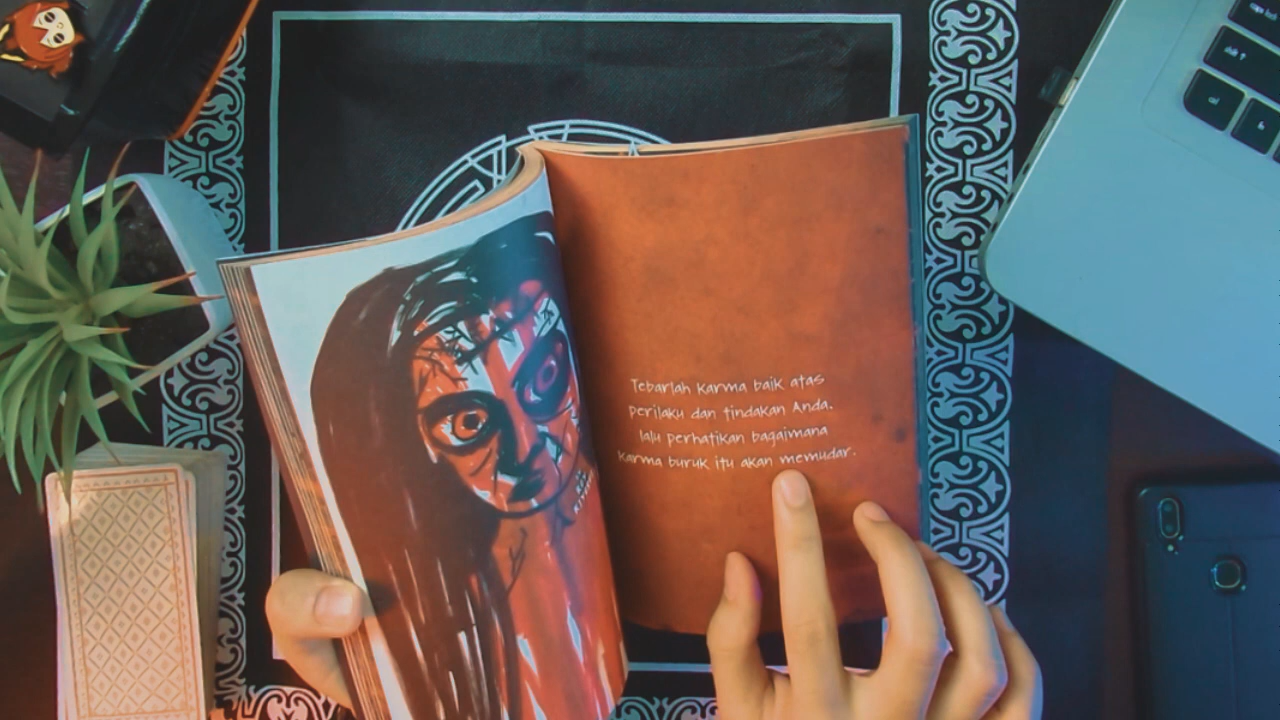 Tebarlah karma baik atas
perilaku dan tindakan Anda.
lalu perhatikan bagaimana
karma buruk itu akan memudar.